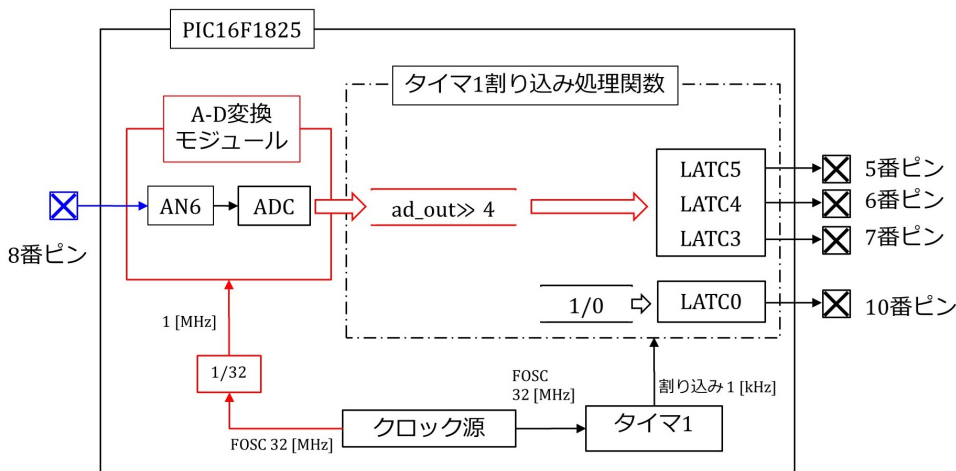 PIC16F1825
タイマ1割り込み処理関数
A-D変換
モジュール
AN6
ADC
ad_out≫ 4
LATC5
LATC4
LATC3
5番ピン
6番ピン
7番ピン
8番ピン
1/0
LATC0
10番ピン
1 [MHz]
1/32
FOSC
32 [MHz]
割り込み 1 [kHz]
FOSC 32 [MHz]
クロック源
タイマ1